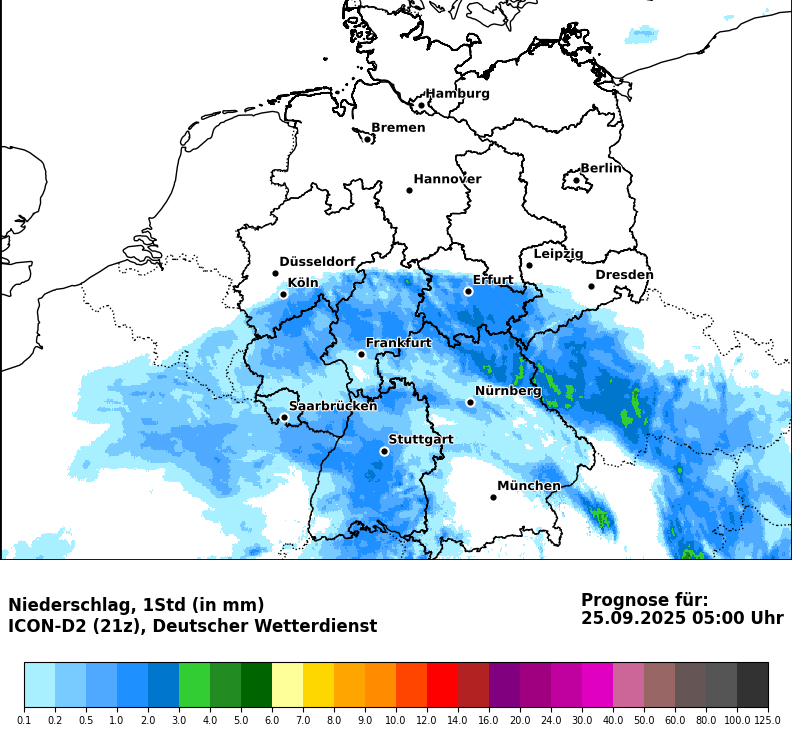 Hamburg
Bremen
Berlin
Hannover
Leipzig
Düsseldorf
Dresden
Köln
Erfurt
Frankfurt
Nürnberg
Saarbrücken
Stuttgart
München
Niederschlag, 1Std (in mm)
ICON-D2 (21z), Deutscher Wetterdienst
Prognose für:
25.09.2025 05:00 Uhr
0.1 0.2 0.5 1.0 2.0 3.0 4.0 5.0 6.0 7.0 8.0 9.0 10.0 12.0 14.0 16.0 20.0 24.0 30.0 40.0 50.0 60.0 80.0 100.0 125.0